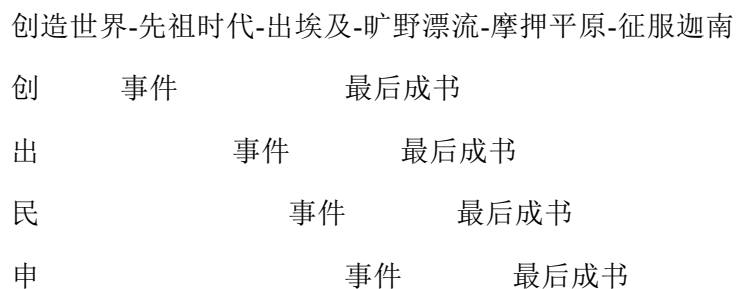 创造世界-先祖时代-出埃及-旷野漂流-摩押平原-征服迦南
创 事件 最后成书
出 事件 最后成书
民 事件 最后成书
申 事件 最后成书